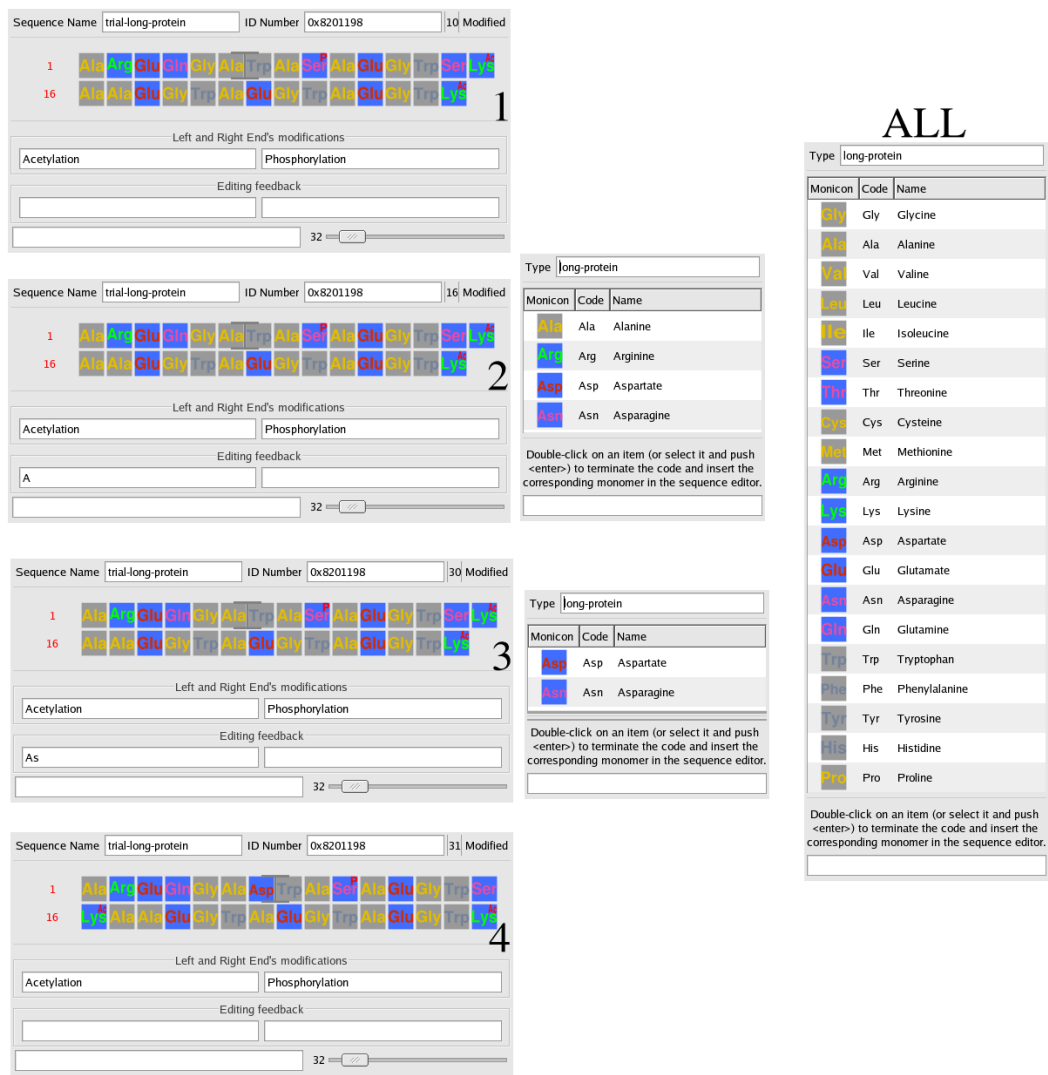 Sequence Name trial-long-protein ID Number 0x8201198 10 Modified
1 Ala Arg Glu Gln Gly Ala Trp Ala Ser P Ala Glu Gly Trp Ser Lys Ac
16 Ala Ala Glu Gly Trp Ala Glu Gly Trp Ala Glu Gly Trp Lys Ac
1
Left and Right End's modifications
Acetylation Phosphorylation
Editing feedback
32
Sequence Name trial-long-protein ID Number 0x8201198 16 Modified
1 Ala Arg Glu Gln Gly Ala Trp Ala Ser P Ala Glu Gly Trp Ser Lys Ac
16 Ala Ala Glu Gly Trp Ala Glu Gly Trp Ala Glu Gly Trp Lys Ac
2
Left and Right End's modifications
Acetylation Phosphorylation
Editing feedback
A
32
Type long-protein
Monicon Code Name
Ala Ala Alanine
Arg Arg Arginine
Asp Asp Aspartate
Asn Asn Asparagine
Double-click on an item (or select it and push
<enter>) to terminate the code and insert the
corresponding monomer in the sequence editor.
Sequence Name trial-long-protein ID Number 0x8201198 30 Modified
1 Ala Arg Glu Gln Gly Ala Trp Ala Ser P Ala Glu Gly Trp Ser Lys Ac
16 Ala Ala Glu Gly Trp Ala Glu Gly Trp Ala Glu Gly Trp Lys Ac
3
Left and Right End's modifications
Acetylation Phosphorylation
Editing feedback
As
32
Type long-protein
Monicon Code Name
Asp Asp Aspartate
Asn Asn Asparagine
Double-click on an item (or select it and push
<enter>) to terminate the code and insert the
corresponding monomer in the sequence editor.
Sequence Name trial-long-protein ID Number 0x8201198 31 Modified
1 Ala Arg Glu Gln Gly Ala Asp Trp Ala Ser P Ala Glu Gly Trp Ser
16 Lys Ac Ala Ala Glu Gly Trp Ala Glu Gly Trp Ala Glu Gly Trp Lys Ac
4
Left and Right End's modifications
Acetylation Phosphorylation
Editing feedback
32
ALL
Type long-protein
Monicon Code Name
Gly Gly Glycine
Ala Ala Alanine
Val Val Valine
Leu Leu Leucine
Ile Ile Isoleucine
Ser Ser Serine
Thr Thr Threonine
Cys Cys Cysteine
Met Met Methionine
Arg Arg Arginine
Lys Lys Lysine
Asp Asp Aspartate
Glu Glu Glutamate
Asn Asn Asparagine
Gln Gln Glutamine
Trp Trp Tryptophan
Phe Phe Phenylalanine
Tyr Tyr Tyrosine
His His Histidine
Pro Pro Proline
Double-click on an item (or select it and push
<enter>) to terminate the code and insert the
corresponding monomer in the sequence editor.